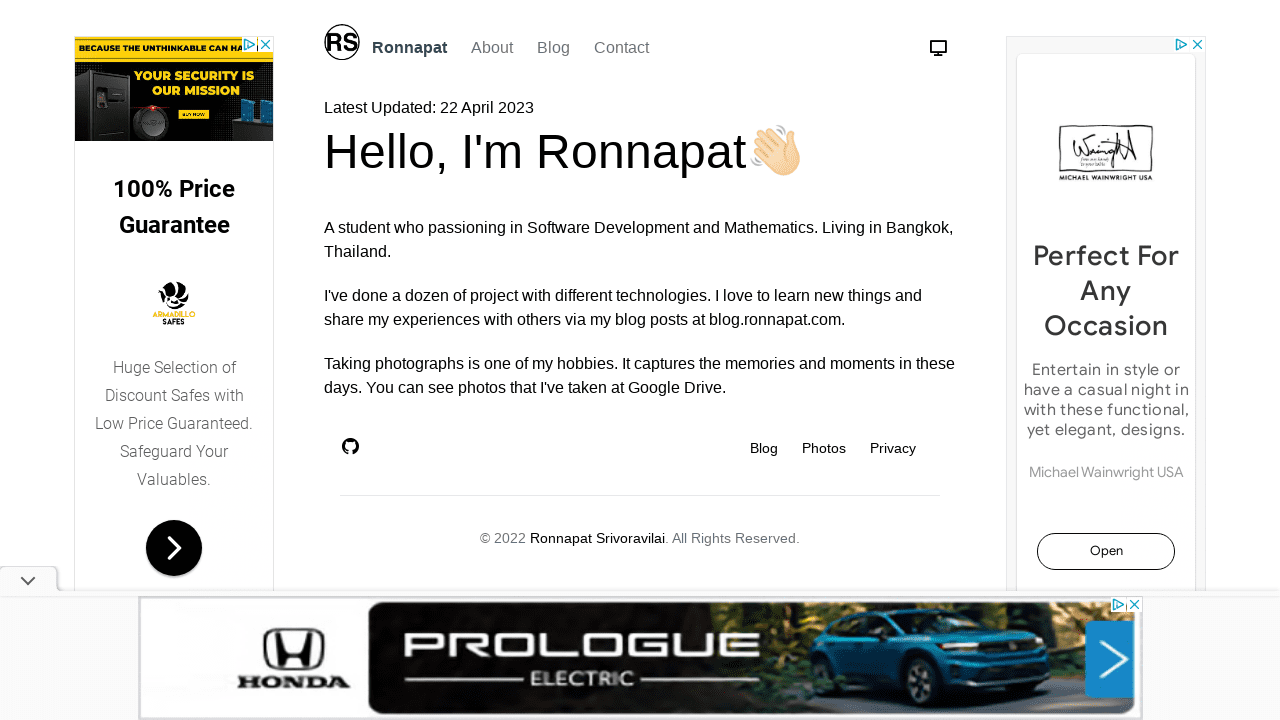 RS
Ronnapat
About
Blog
Contact
BECAUSE THE UNTHINKABLE CAN HA
YOUR SECURITY IS
OUR MISSION
BUY NOW
100% Price
Guarantee
ARMADILLO
SAFES
Huge Selection of
Discount Safes with
Low Price Guaranteed.
Safeguard Your
Valuables.
Latest Updated: 22 April 2023
Hello, I'm Ronnapat
A student who passioning in Software Development and Mathematics. Living in Bangkok,
Thailand.
I've done a dozen of project with different technologies. I love to learn new things and
share my experiences with others via my blog posts at blog.ronnapat.com.
Taking photographs is one of my hobbies. It captures the memories and moments in these
days. You can see photos that I've taken at Google Drive.
Blog
Photos
Privacy
© 2022 Ronnapat Srivoravilai. All Rights Reserved.
MICHAEL WAINWRIGHT USA
Perfect For
Any
Occasion
Entertain in style or
have a casual night in
with these functional,
yet elegant, designs.
Michael Wainwright USA
Open
HONDA
PROLOGUE
ELECTRIC